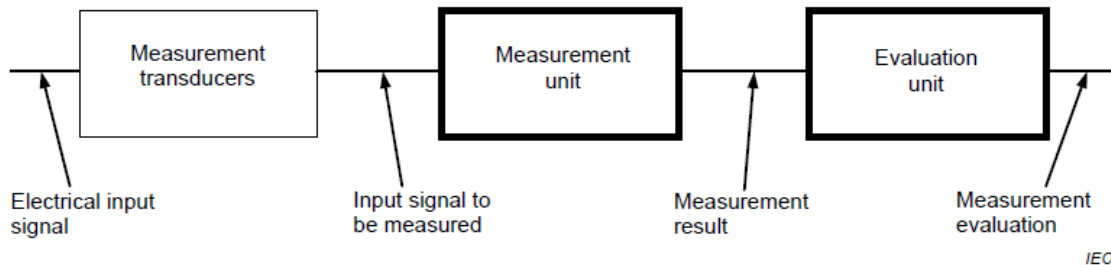 Measurement
transducers
Measurement
unit
Evaluation
unit
Electrical input
signal
Input signal to
be measured
Measurement
result
Measurement
evaluation
IEC